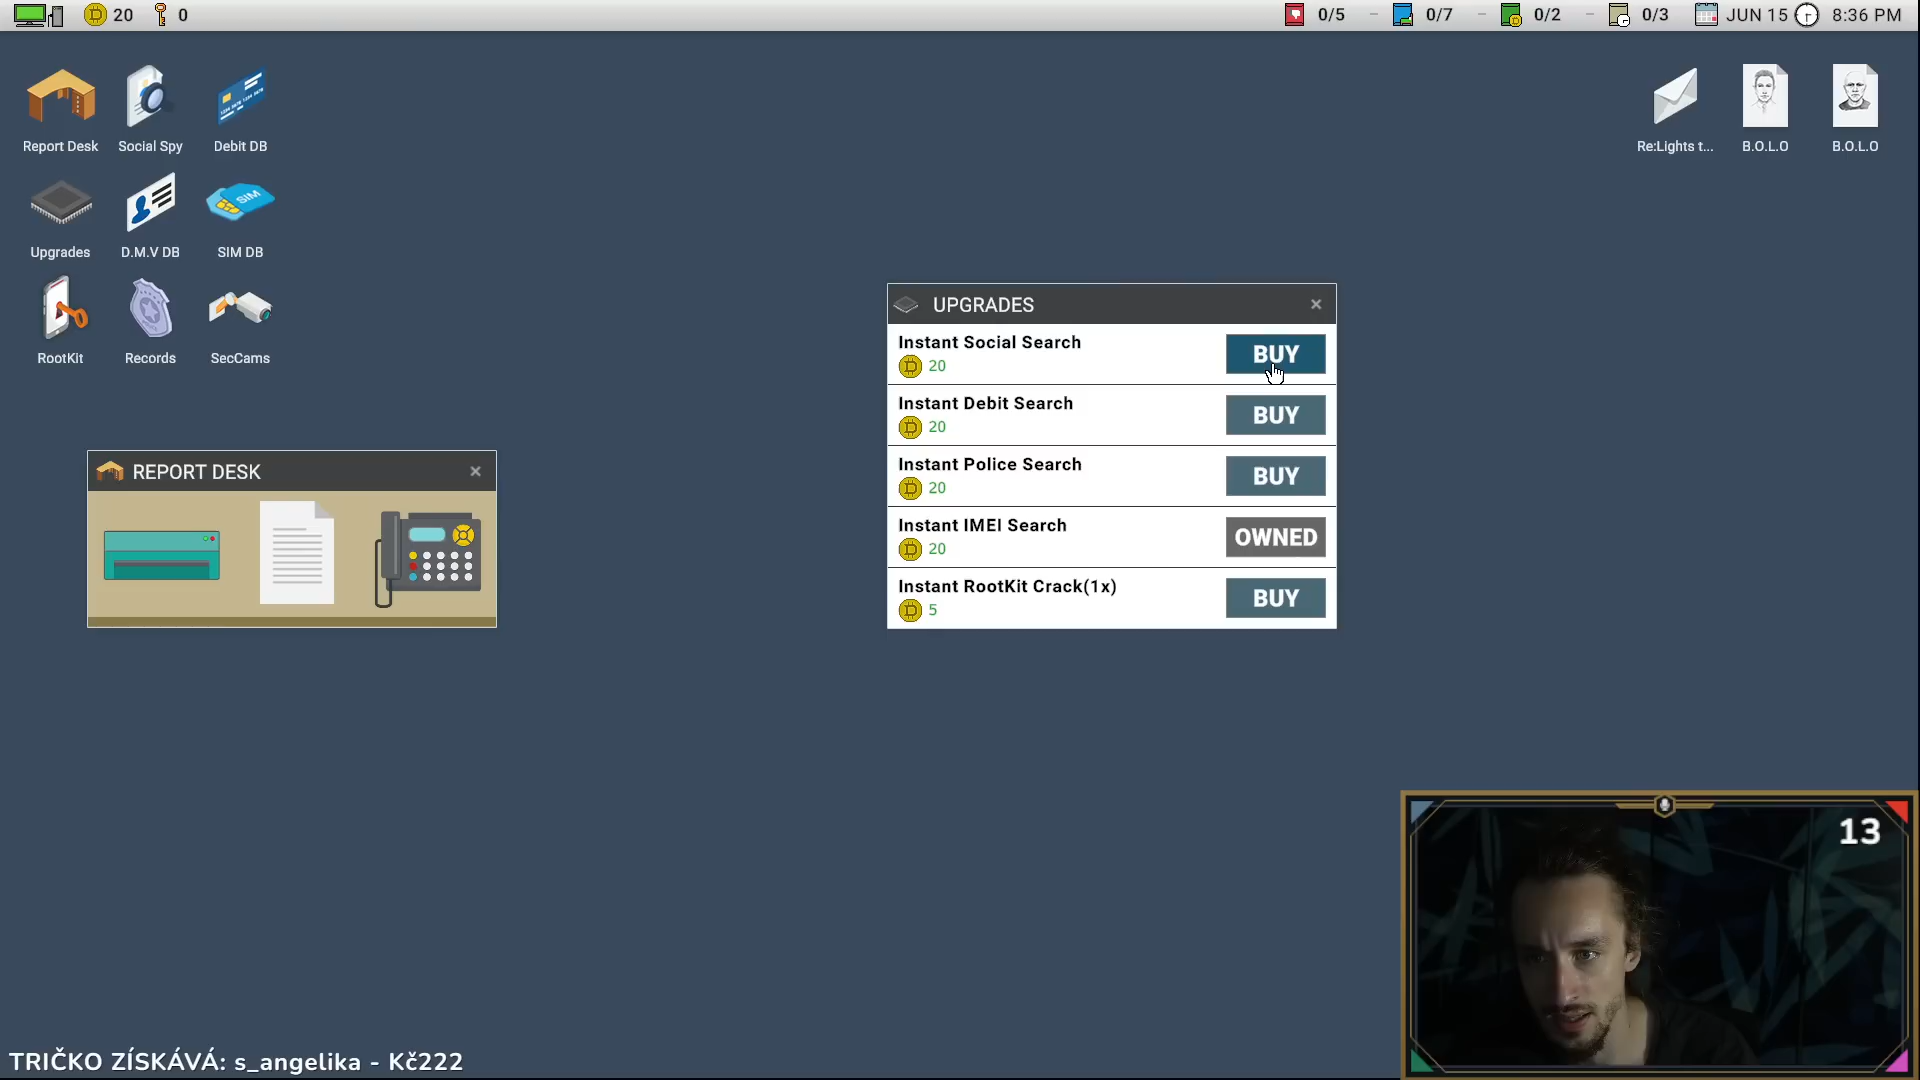 20
0
0/5
0/7
0/2
0/3
JUN 15
8:36 PM
Report Desk
Social Spy
Debit DB
Re:Lights t...
B.O.L.O
B.O.L.O
Upgrades
D.M.V DB
SIM DB
SIM
RootKit
Records
SecCams
UPGRADES
Instant Social Search
20
BUY
Instant Debit Search
20
BUY
Instant Police Search
20
BUY
Instant IMEI Search
20
OWNED
Instant RootKit Crack(1x)
5
BUY
REPORT DESK
13
TRIČKO ZÍSKÁVÁ: s_angelika - Kč222